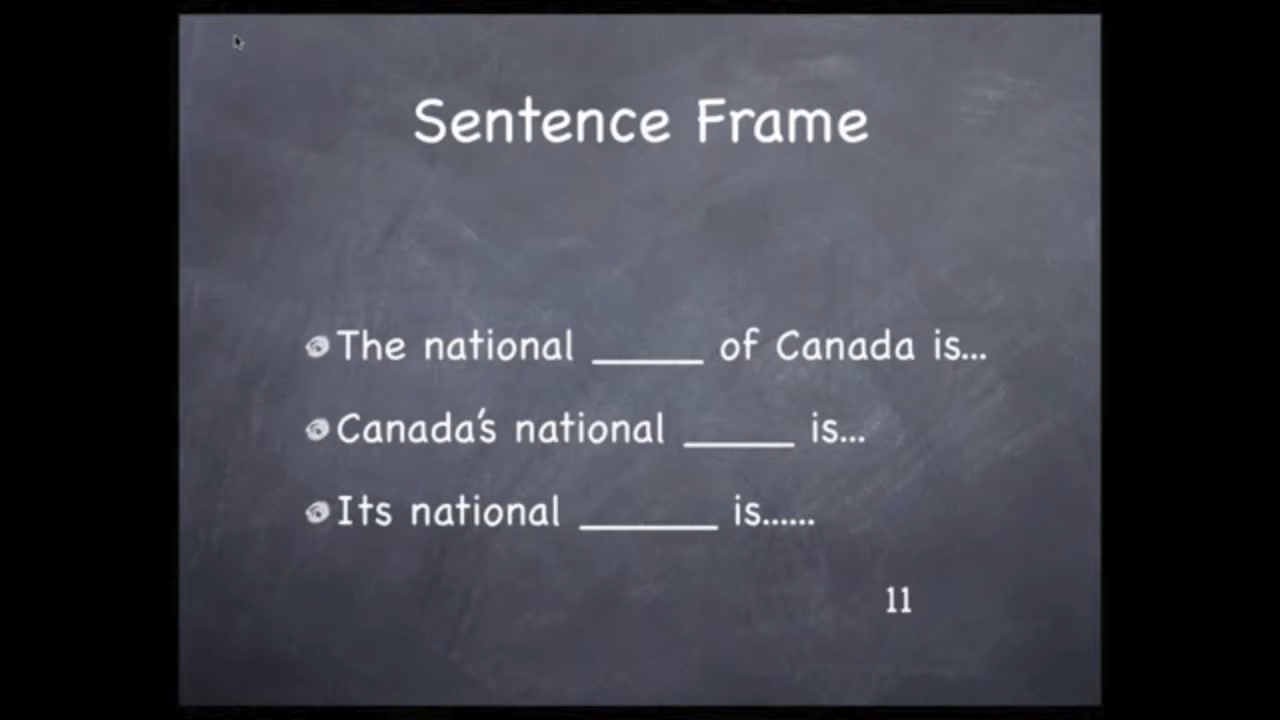 Sentence Frame
The national _____ of Canada is...
Canada's national _____ is...
Its national ______ is......
11